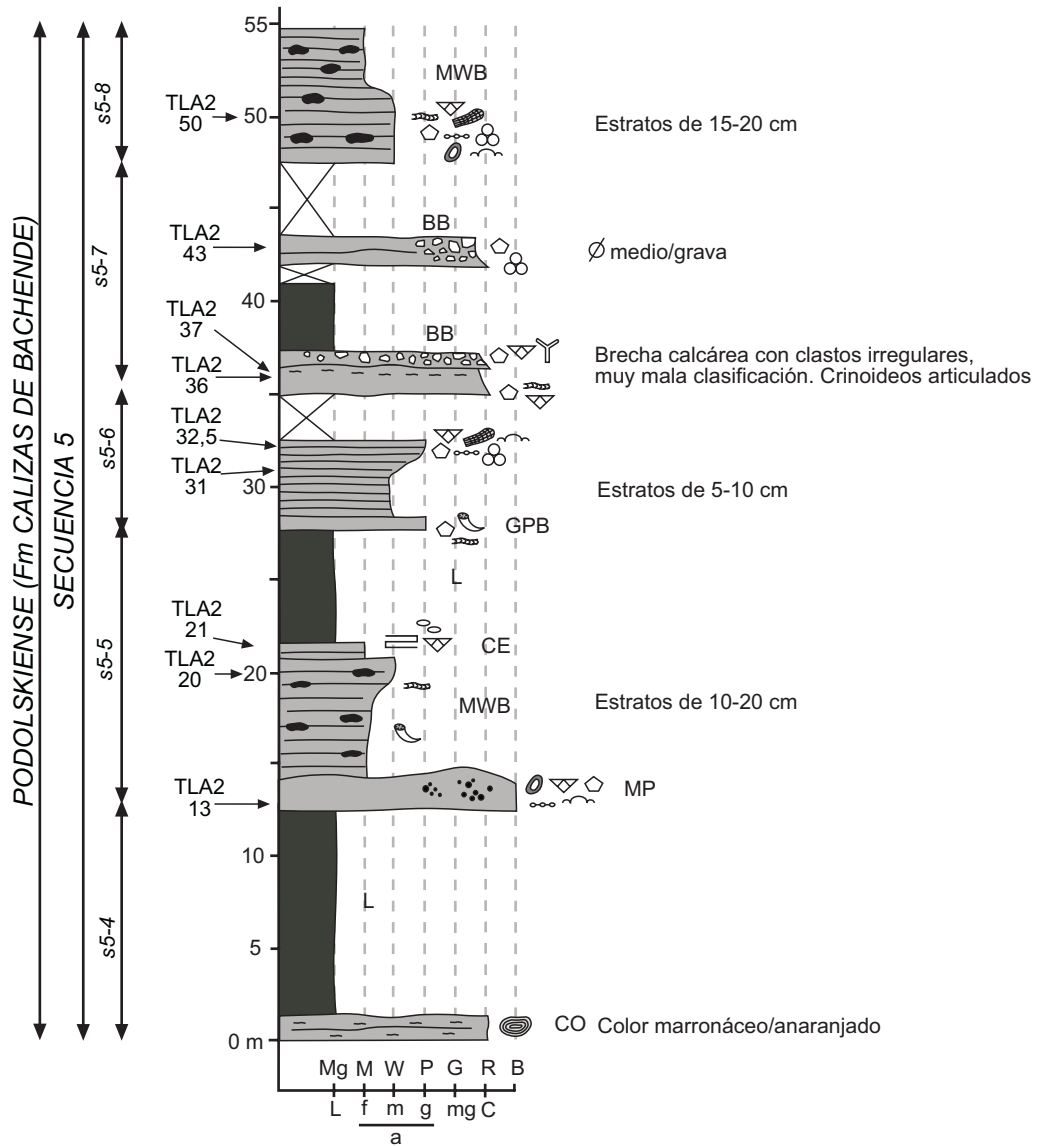 55
MWB
TLA2
50
50
Estratos de 15-20 cm
s5-8
BB
TLA2
43
Ø medio/grava
s5-7
40
TLA2
37
BB
Brecha calcárea con clastos irregulares,
muy mala clasificación. Crinoideos articulados
TLA2
36
TLA2
32,5
s5-6
TLA2
31
30
Estratos de 5-10 cm
GPB
L
PODOLSKIENSE (Fm CALIZAS DE BACHENDE)
SECUENCIA 5
s5-5
TLA2
21
CE
TLA2
20
20
MWB
Estratos de 10-20 cm
TLA2
13
MP
10
L
s5-4
5
CO Color marronáceo/anaranjado
0 m
Mg M W P G R B
L f m g mg C
a